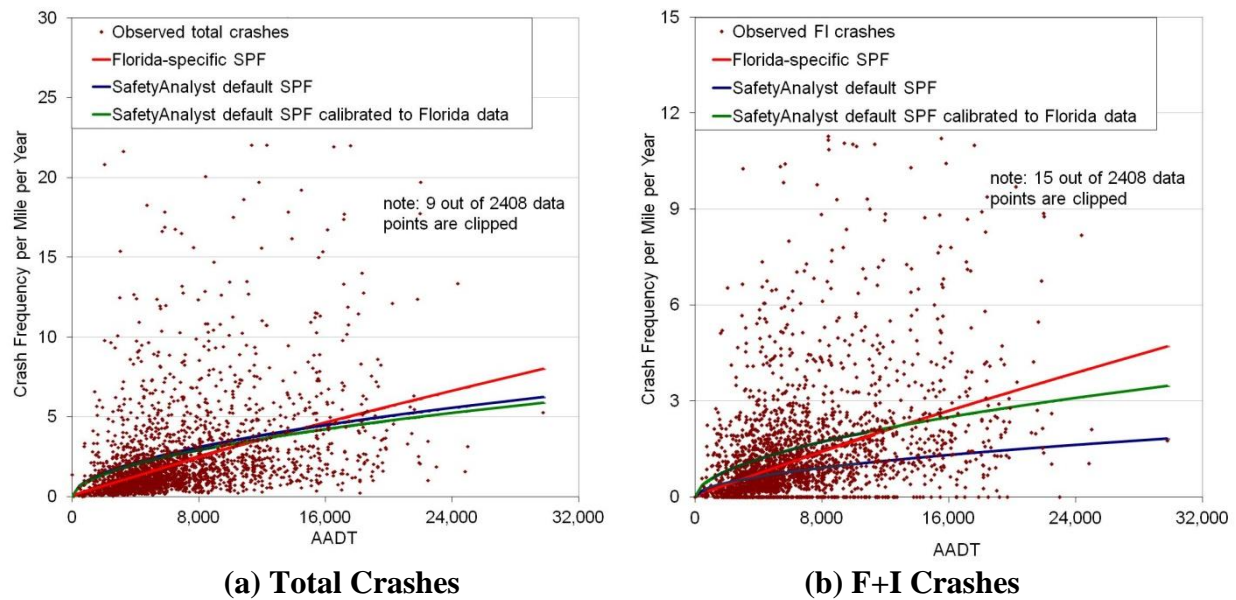 30
25
20
15
10
5
0
Crash Frequency per Mile per Year
Observed total crashes
Florida-specific SPF
SafetyAnalyst default SPF
SafetyAnalyst default SPF calibrated to Florida data
note: 9 out of 2408 data
points are clipped
0
8,000
16,000
24,000
32,000
AADT
(a) Total Crashes
15
12
9
6
3
0
Crash Frequency per Mile per Year
Observed FI crashes
Florida-specific SPF
SafetyAnalyst default SPF
SafetyAnalyst default SPF calibrated to Florida data
note: 15 out of 2408 data
points are clipped
0
8,000
16,000
24,000
32,000
AADT
(b) F+I Crashes